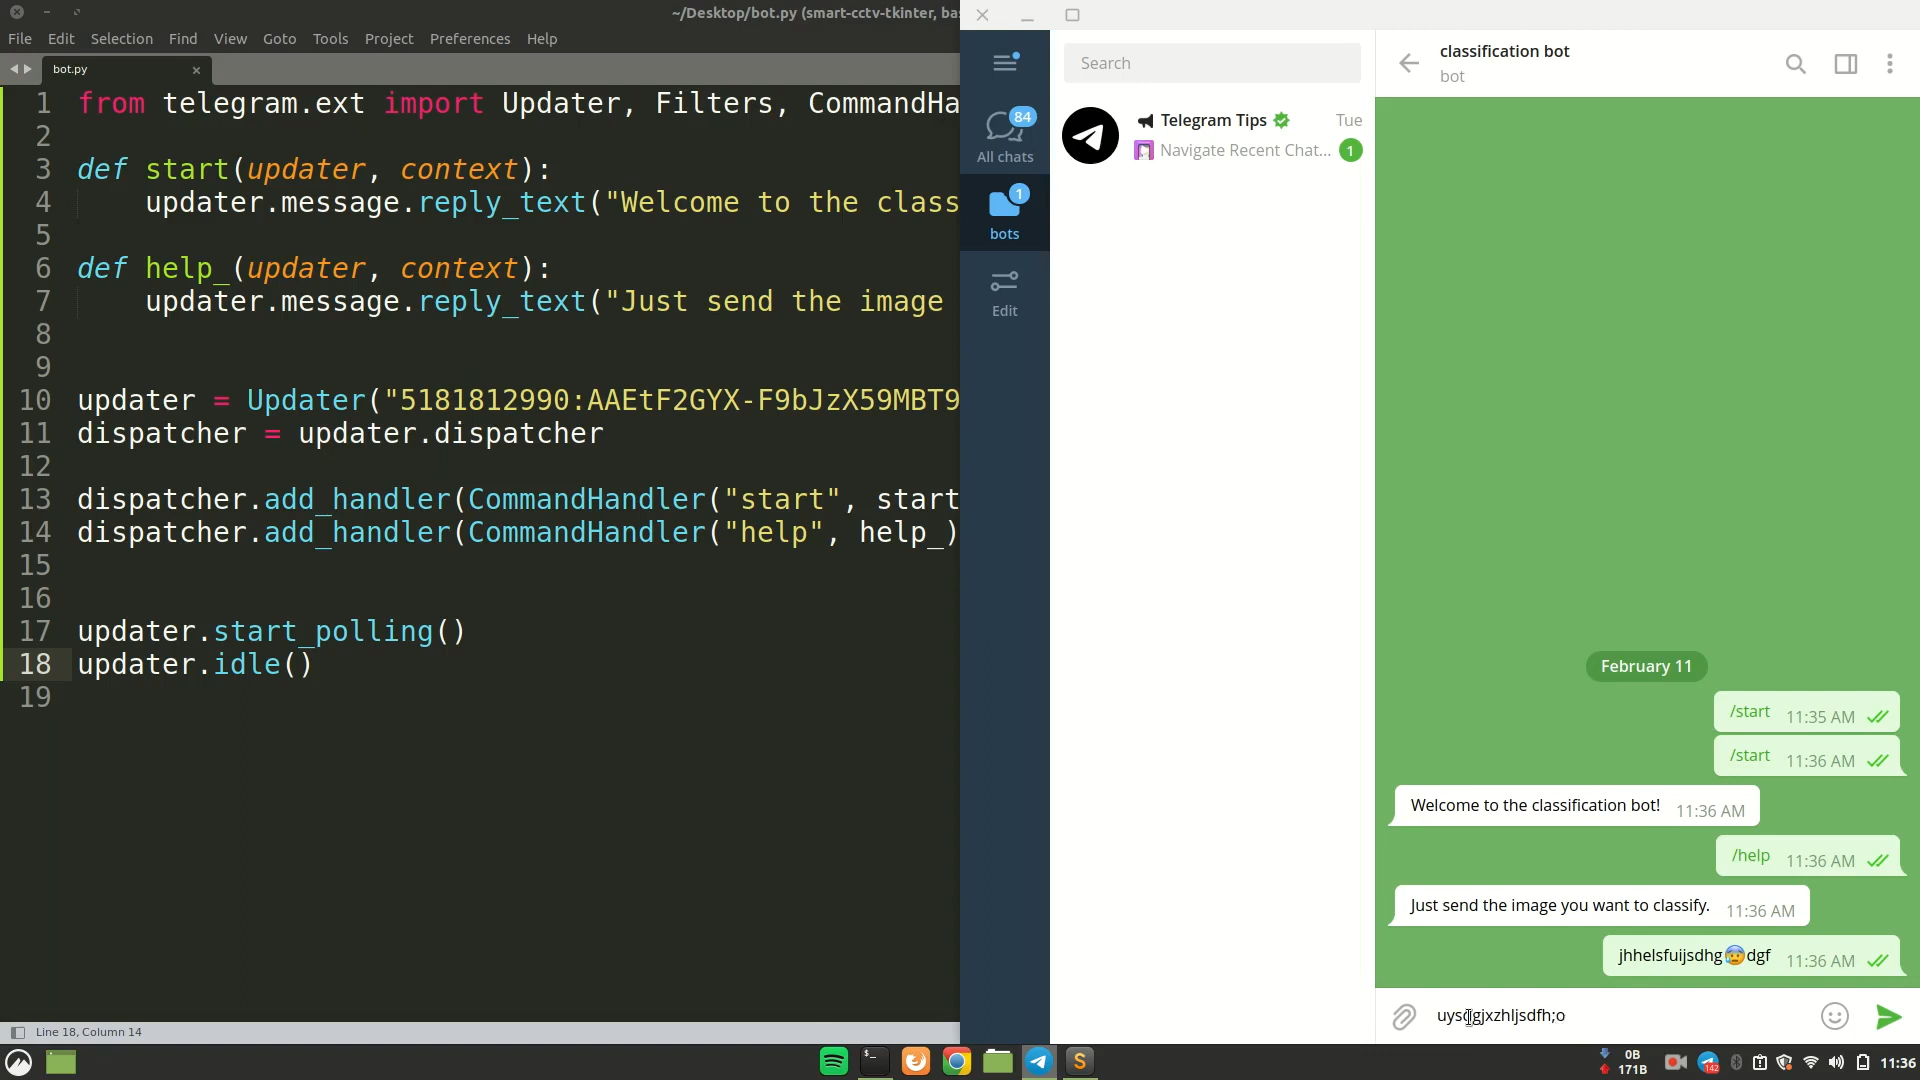 ~/Desktop/bot.py (smart-cctv-tkinter, bas
File Edit Selection Find View Goto Tools Project Preferences Help
bot.py
1 from telegram.ext import Updater, Filters, CommandHa
2
3 def start(updater, context):
4 updater.message.reply_text("Welcome to the class
5
6 def help_(updater, context):
7 updater.message.reply_text("Just send the image
8
9
10 updater = Updater("5181812990:AAEtF2GYX-F9bJzX59MBT9
11 dispatcher = updater.dispatcher
12
13 dispatcher.add_handler(CommandHandler("start", start
14 dispatcher.add_handler(CommandHandler("help", help_)
15
16
17 updater.start_polling()
18 updater.idle()
19
Line 18, Column 14
84
All chats
1
bots
Edit
Search
Telegram Tips Tue
Navigate Recent Chat... 1
classification bot
bot
February 11
/start 11:35 AM
/start 11:36 AM
Welcome to the classification bot! 11:36 AM
/help 11:36 AM
Just send the image you want to classify. 11:36 AM
jhhelsfuijsdhg😰dgf 11:36 AM
0B
171B
142
11:36